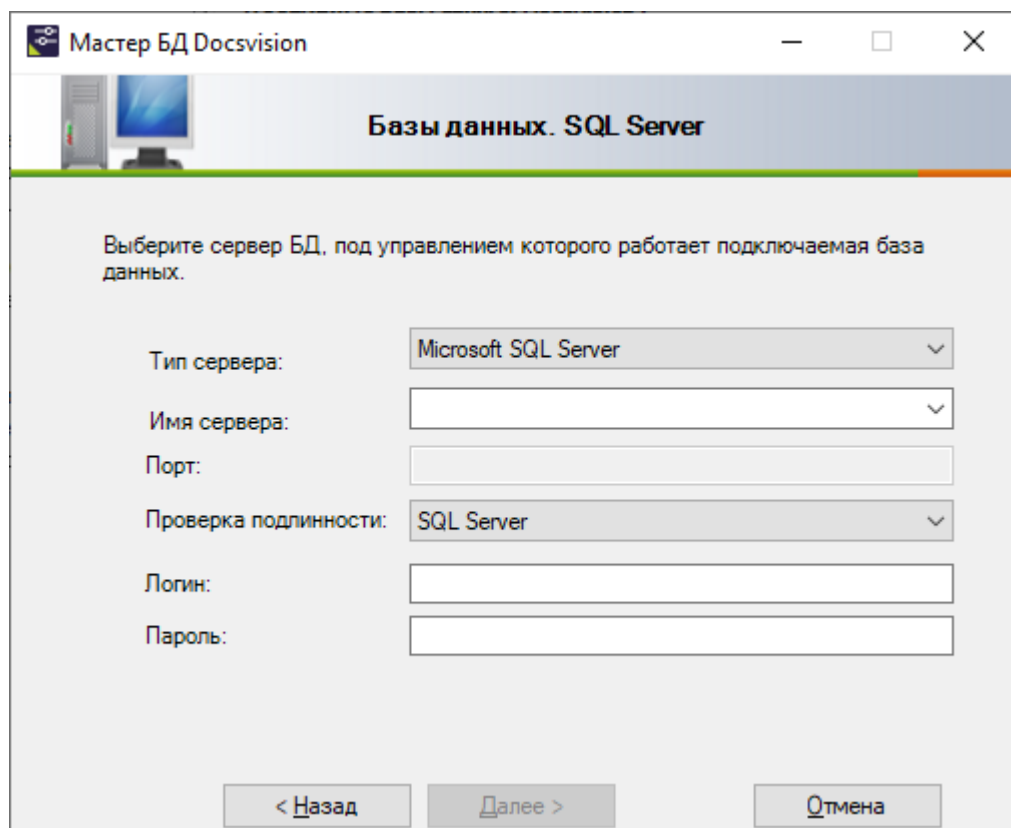 Мастер БД Docsvision
Базы данных. SQL Server
Выберите сервер БД, под управлением которого работает подключаемая база
данных.
Тип сервера: Microsoft SQL Server
Имя сервера:
Порт:
Проверка подлинности: SQL Server
Логин:
Пароль:
< Назад Далее > Отмена